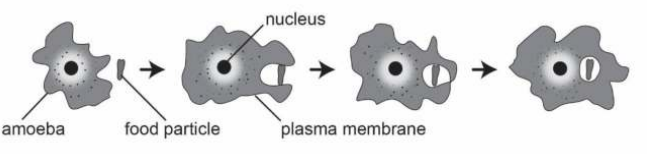 nucleus
amoeba
food particle
plasma membrane